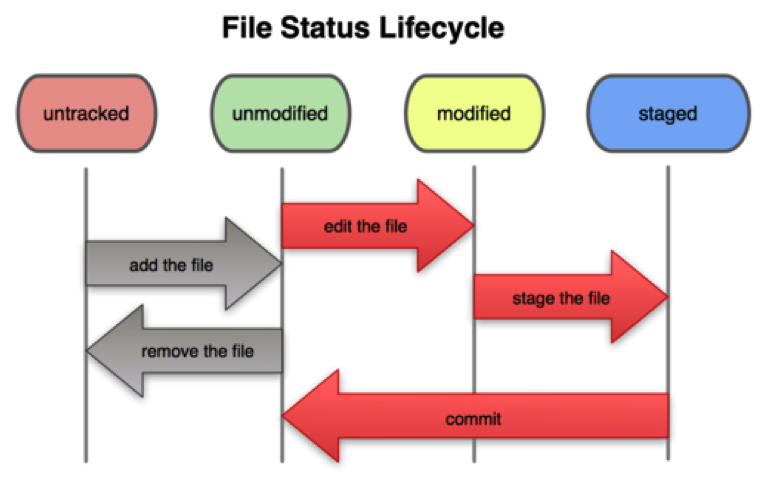 File Status Lifecycle
untracked
unmodified
modified
staged
edit the file
add the file
stage the file
remove the file
commit